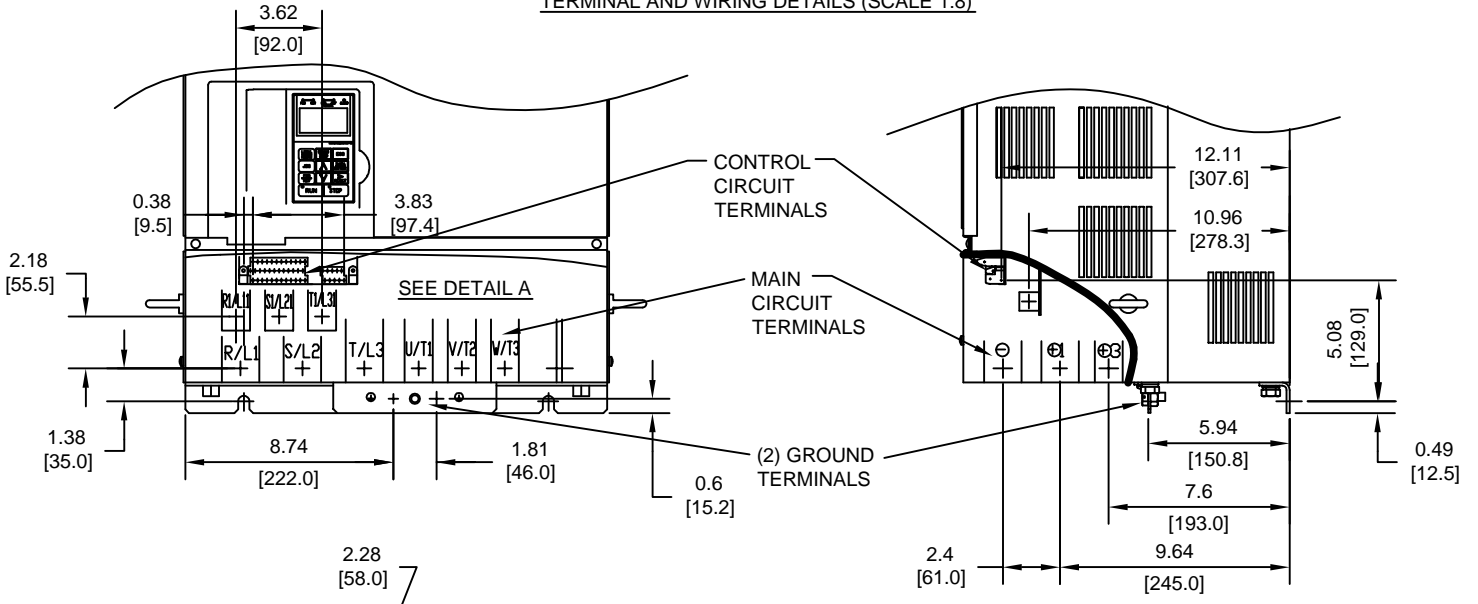 TERMINAL AND WIRING DETAILS (SCALE 1:8)
3.62
[92.0]
0.38
[9.5]
3.83
[97.4]
2.18
[55.5]
RUN
STOP
SEE DETAIL A
R1/L11
S1/L21
T1/L31
R/L1
S/L2
T/L3
U/T1
V/T2
W/T3
1.38
[35.0]
8.74
[222.0]
1.81
[46.0]
0.6
[15.2]
CONTROL
CIRCUIT
TERMINALS
MAIN
CIRCUIT
TERMINALS
(2) GROUND
TERMINALS
12.11
[307.6]
10.96
[278.3]
5.08
[129.0]
1
3
5.94
[150.8]
0.49
[12.5]
7.6
[193.0]
2.4
[61.0]
9.64
[245.0]
2.28
[58.0]